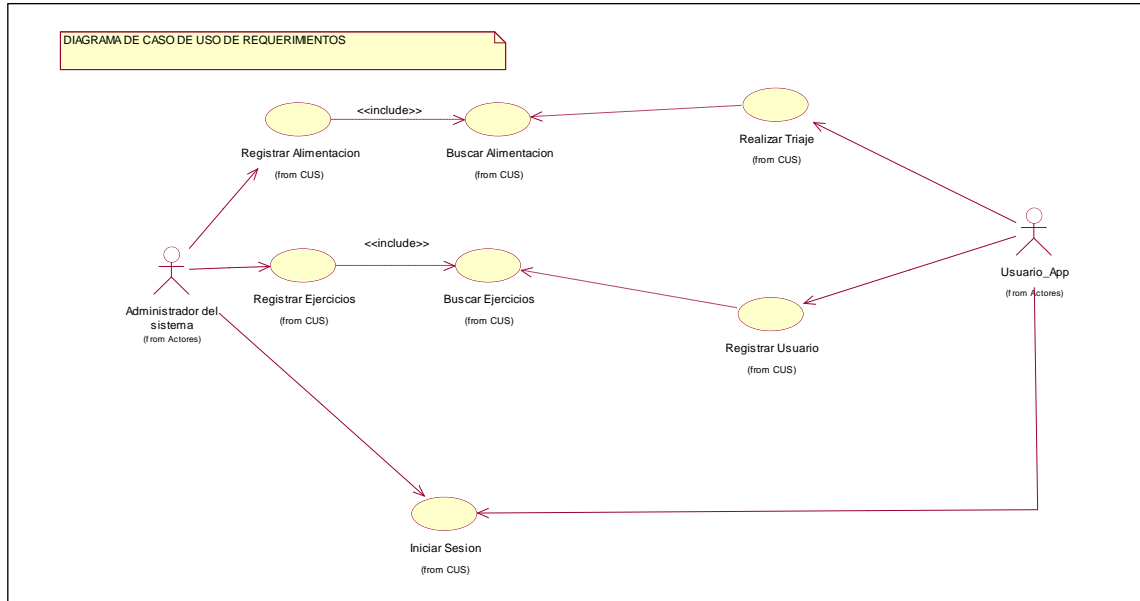 DIAGRAMA DE CASO DE USO DE REQUERIMIENTOS
<<include>>
Registrar Alimentacion
(from CUS)
Buscar Alimentacion
(from CUS)
Realizar Triaje
(from CUS)
<<include>>
Registrar Ejercicios
(from CUS)
Buscar Ejercicios
(from CUS)
Administrador del
sistema
(from Actores)
Usuario_App
(from Actores)
Registrar Usuario
(from CUS)
Iniciar Sesion
(from CUS)